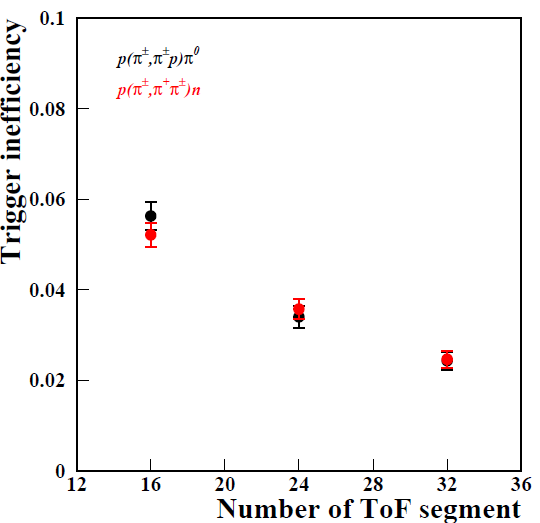 0.1
p(π±,π±p)π⁰
p(π±,π⁺π±)n
0.08
0.06
0.04
0.02
0
Trigger inefficiency
12 16 20 24 28 32 36
Number of ToF segment